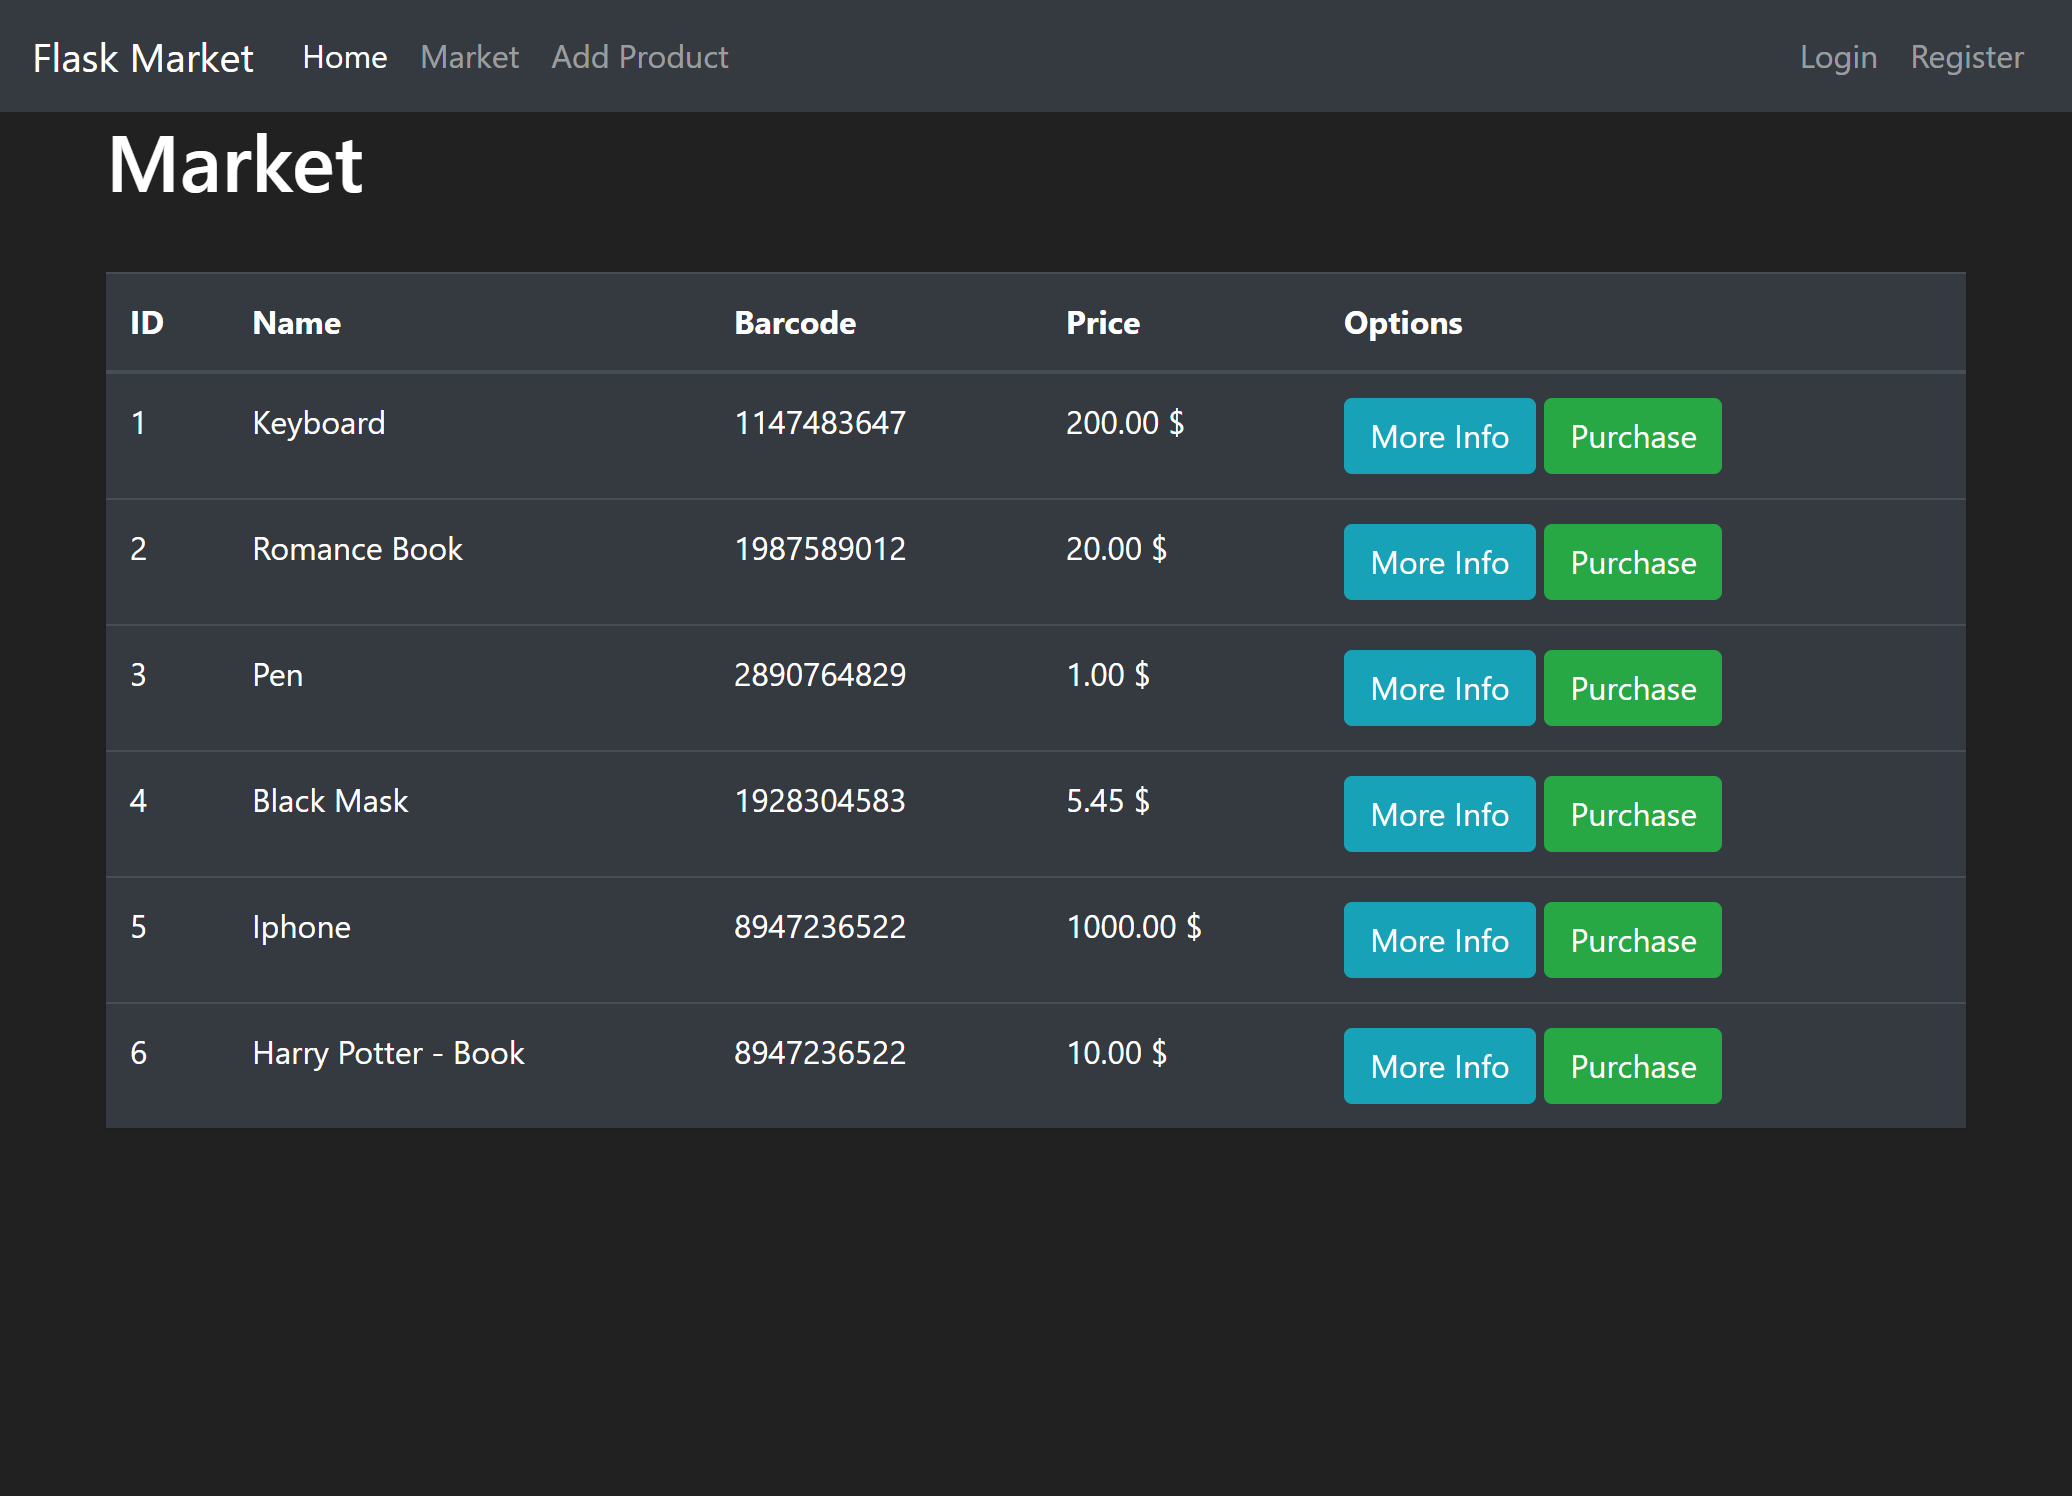 Flask Market Home Market Add Product Login Register
Market
ID Name Barcode Price Options
1 Keyboard 1147483647 200.00 $ More Info Purchase
2 Romance Book 1987589012 20.00 $ More Info Purchase
3 Pen 2890764829 1.00 $ More Info Purchase
4 Black Mask 1928304583 5.45 $ More Info Purchase
5 Iphone 8947236522 1000.00 $ More Info Purchase
6 Harry Potter - Book 8947236522 10.00 $ More Info Purchase